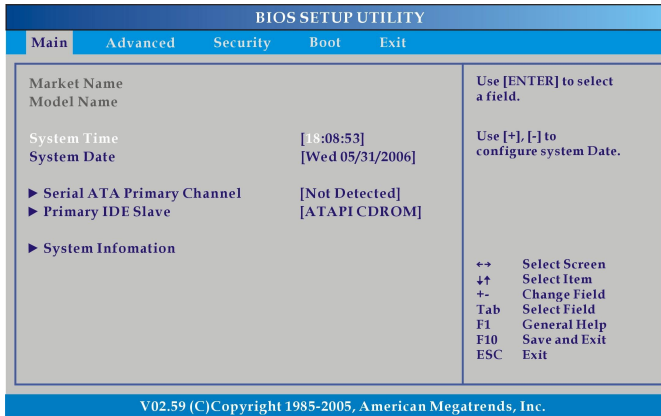 BIOS SETUP UTILITY
Main Advanced Security Boot Exit
Market Name
Model Name
System Time [18:08:53]
System Date [Wed 05/31/2006]
► Serial ATA Primary Channel [Not Detected]
► Primary IDE Slave [ATAPI CDROM]
► System Infomation
Use [ENTER] to select
a field.
Use [+], [-] to
configure system Date.
←→ Select Screen
↓↑ Select Item
+- Change Field
Tab Select Field
F1 General Help
F10 Save and Exit
ESC Exit
V02.59 (C)Copyright 1985-2005, American Megatrends, Inc.